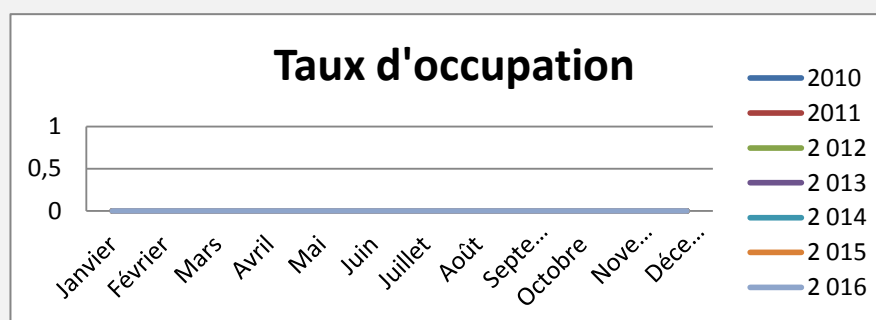 Taux d'occupation
1
0,5
0
Janvier
Février
Mars
Avril
Mai
Juin
Juillet
Août
Septe...
Octobre
Nove...
Déce...
2010
2011
2 012
2 013
2 014
2 015
2 016